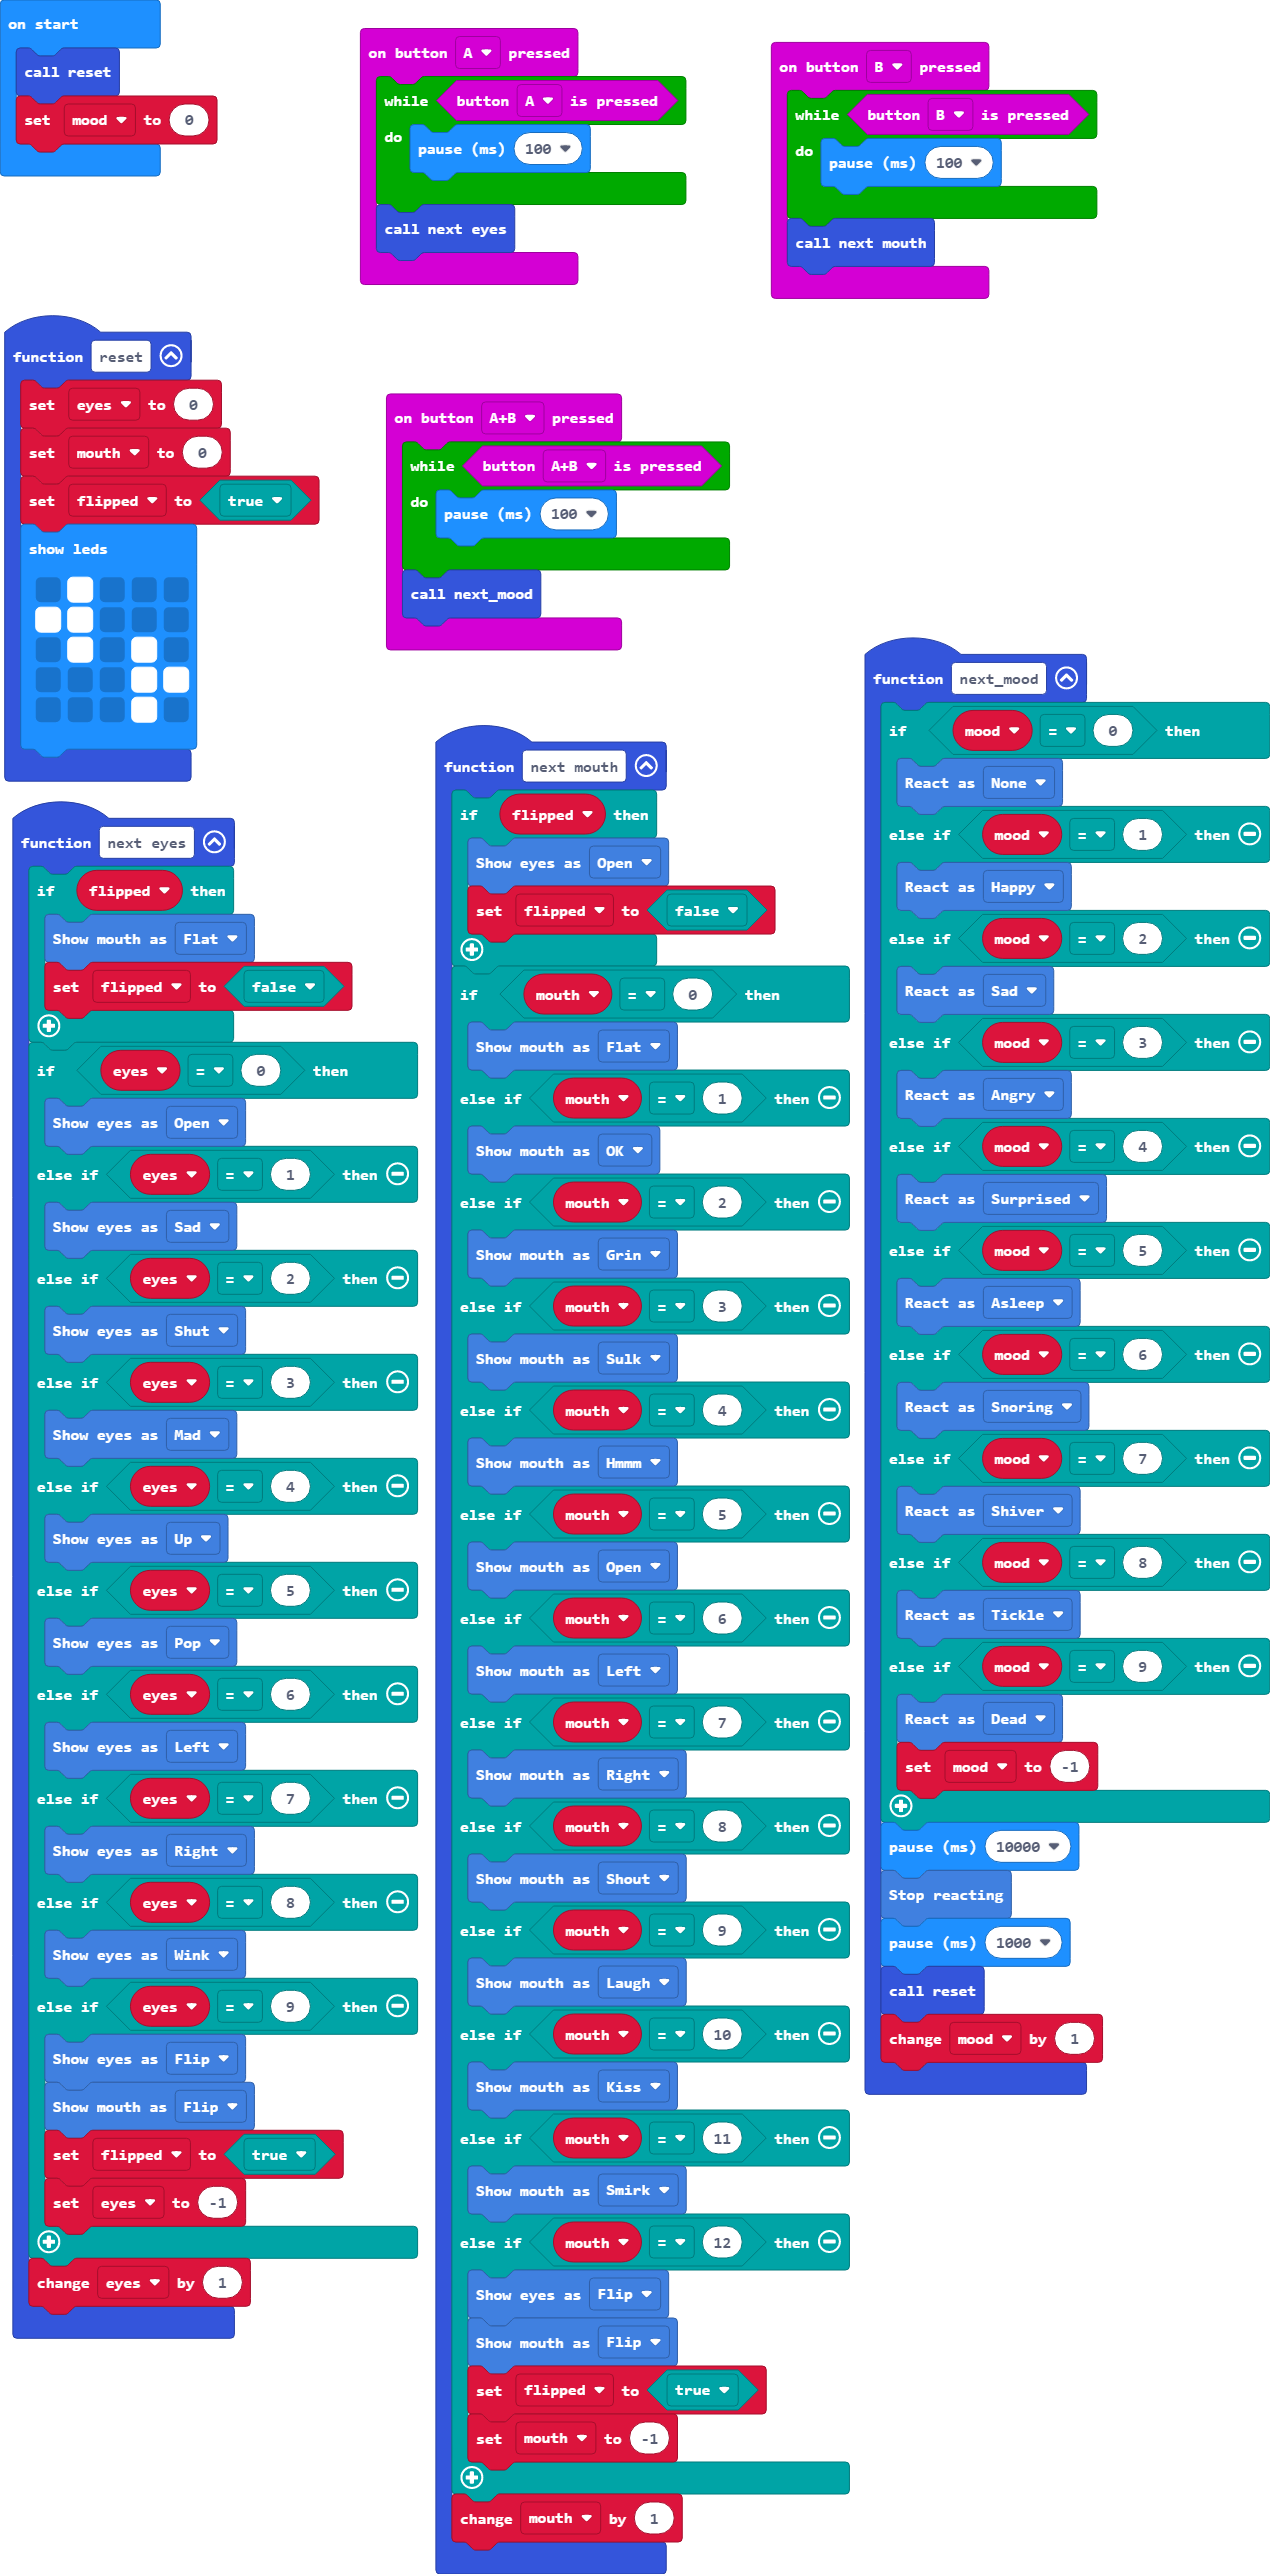 on start
call reset
set mood to 0
on button A pressed
while button A is pressed
do pause (ms) 100
call next eyes
on button B pressed
while button B is pressed
do pause (ms) 100
call next mouth
function reset
set eyes to 0
set mouth to 0
set flipped to true
show leds
on button A+B pressed
while button A+B is pressed
do pause (ms) 100
call next_mood
function next eyes
if flipped then
Show mouth as Flat
set flipped to false
if eyes = 0 then
Show eyes as Open
else if eyes = 1 then
Show eyes as Sad
else if eyes = 2 then
Show eyes as Shut
else if eyes = 3 then
Show eyes as Mad
else if eyes = 4 then
Show eyes as Up
else if eyes = 5 then
Show eyes as Pop
else if eyes = 6 then
Show eyes as Left
else if eyes = 7 then
Show eyes as Right
else if eyes = 8 then
Show eyes as Wink
else if eyes = 9 then
Show eyes as Flip
Show mouth as Flip
set flipped to true
set eyes to -1
change eyes by 1
function next mouth
if flipped then
Show eyes as Open
set flipped to false
if mouth = 0 then
Show mouth as Flat
else if mouth = 1 then
Show mouth as OK
else if mouth = 2 then
Show mouth as Grin
else if mouth = 3 then
Show mouth as Sulk
else if mouth = 4 then
Show mouth as Hmmm
else if mouth = 5 then
Show mouth as Open
else if mouth = 6 then
Show mouth as Left
else if mouth = 7 then
Show mouth as Right
else if mouth = 8 then
Show mouth as Shout
else if mouth = 9 then
Show mouth as Laugh
else if mouth = 10 then
Show mouth as Kiss
else if mouth = 11 then
Show mouth as Smirk
else if mouth = 12 then
Show eyes as Flip
Show mouth as Flip
set flipped to true
set mouth to -1
change mouth by 1
function next_mood
if mood = 0 then
React as None
else if mood = 1 then
React as Happy
else if mood = 2 then
React as Sad
else if mood = 3 then
React as Angry
else if mood = 4 then
React as Surprised
else if mood = 5 then
React as Asleep
else if mood = 6 then
React as Snoring
else if mood = 7 then
React as Shiver
else if mood = 8 then
React as Tickle
else if mood = 9 then
React as Dead
set mood to -1
pause (ms) 10000
Stop reacting
pause (ms) 1000
call reset
change mood by 1